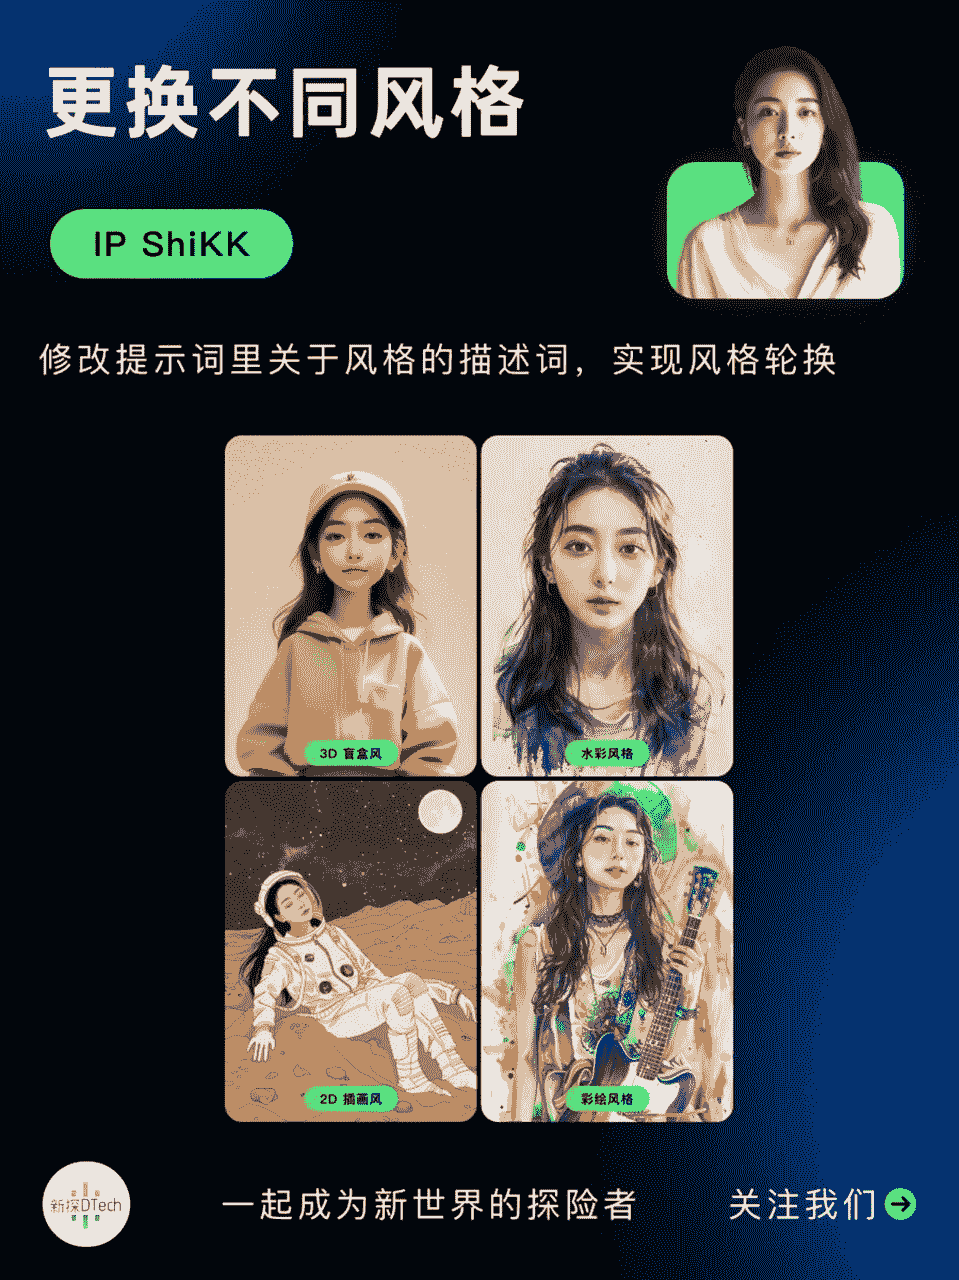 更换不同风格
IP ShiKK
修改提示词里关于风格的描述词，实现风格轮换
3D 盲盒风
水彩风格
2D 插画风
彩绘风格
新探DTech
一起成为新世界的探险者
关注我们